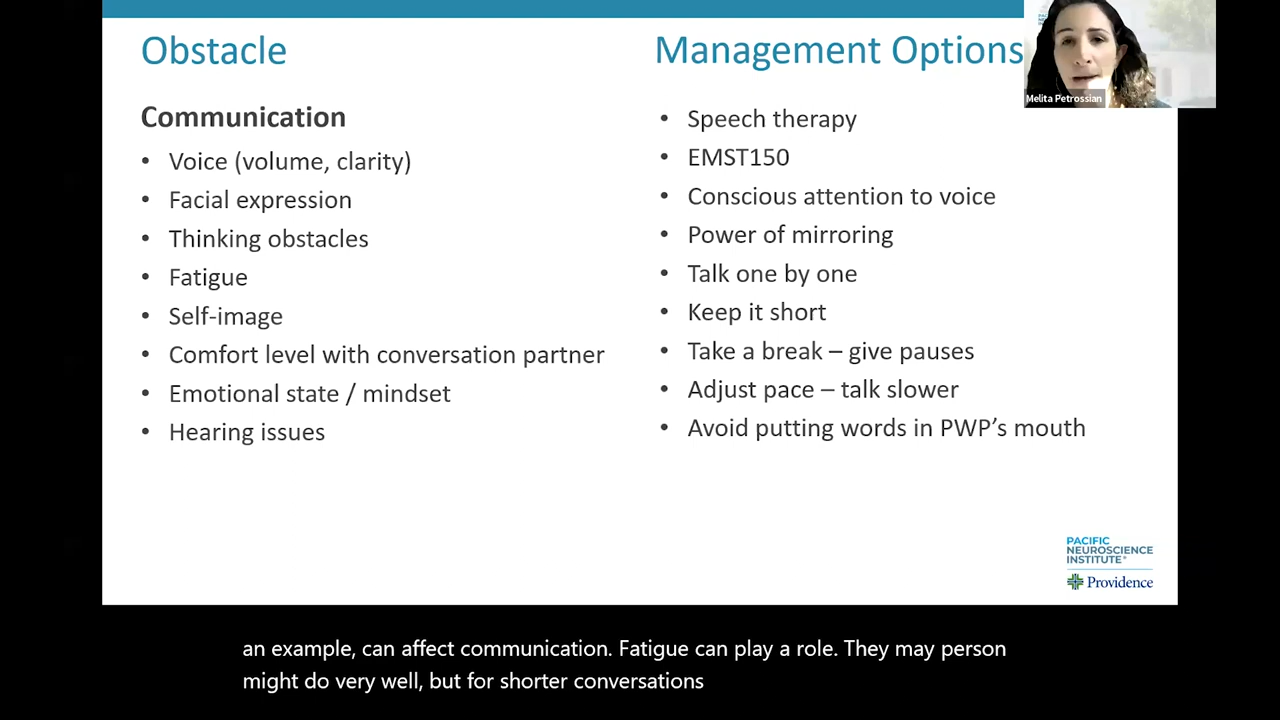 Obstacle
Management Options
Melita Petrossian
Communication
• Voice (volume, clarity)
• Facial expression
• Thinking obstacles
• Fatigue
• Self-image
• Comfort level with conversation partner
• Emotional state / mindset
• Hearing issues
• Speech therapy
• EMST150
• Conscious attention to voice
• Power of mirroring
• Talk one by one
• Keep it short
• Take a break – give pauses
• Adjust pace – talk slower
• Avoid putting words in PWP’s mouth
PACIFIC
NEUROSCIENCE
INSTITUTE®
Providence
an example, can affect communication. Fatigue can play a role. They may person
might do very well, but for shorter conversations